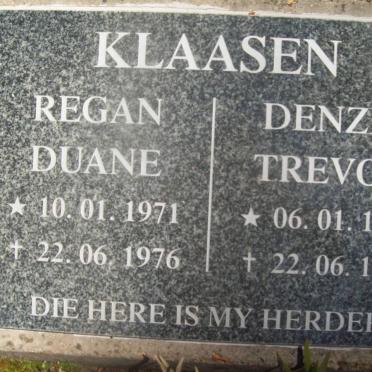 KLAASEN
REGAN DENZ
DUANE TREVO
★ 10. 01. 1971 ★ 06. 01. 1
† 22. 06. 1976 † 22. 06. 1
DIE HERE IS MY HERDER